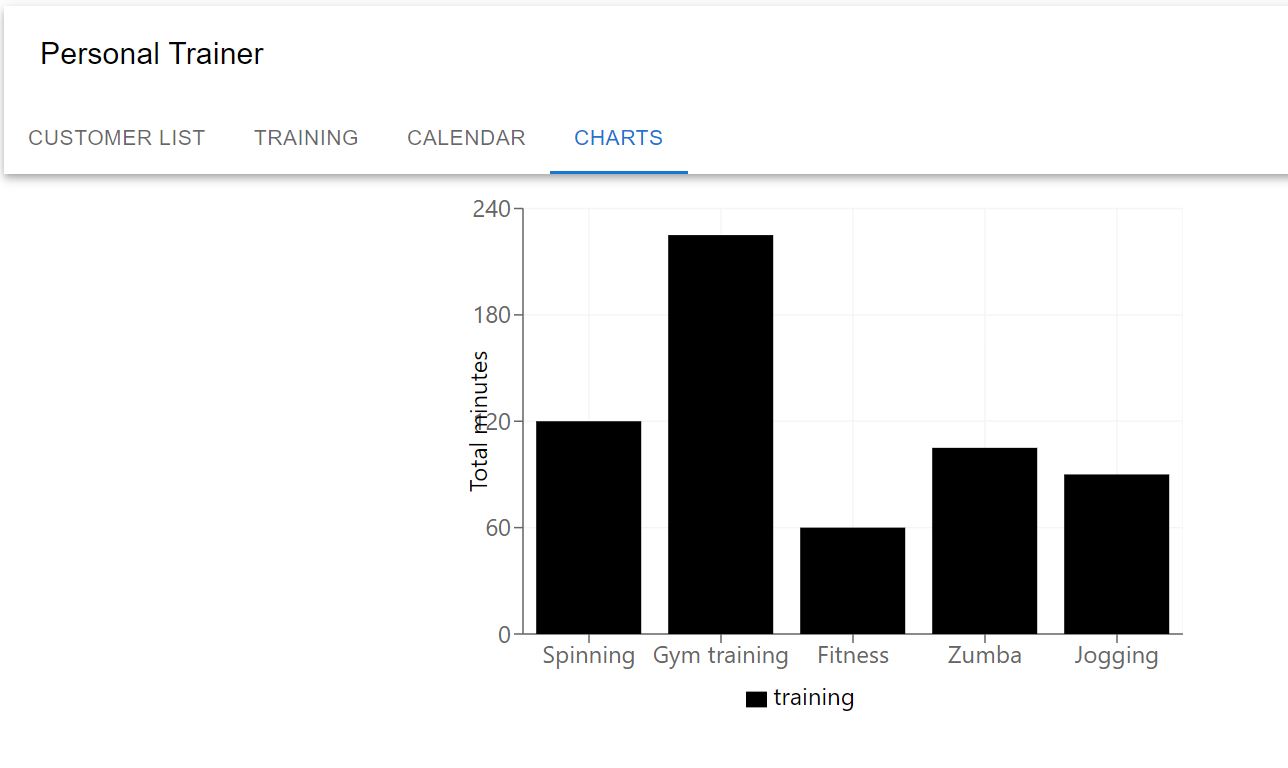 Personal Trainer
CUSTOMER LIST TRAINING CALENDAR CHARTS
240
180
120
60
0
Total minutes
Spinning Gym training Fitness Zumba Jogging
training